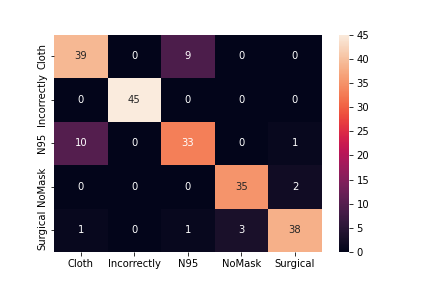 Cloth
39 0 9 0 0
Incorrectly
0 45 0 0 0
N95
10 0 33 0 1
NoMask
0 0 0 35 2
Surgical
1 0 1 3 38
Cloth Incorrectly N95 NoMask Surgical
45
40
35
30
25
20
15
10
5
0